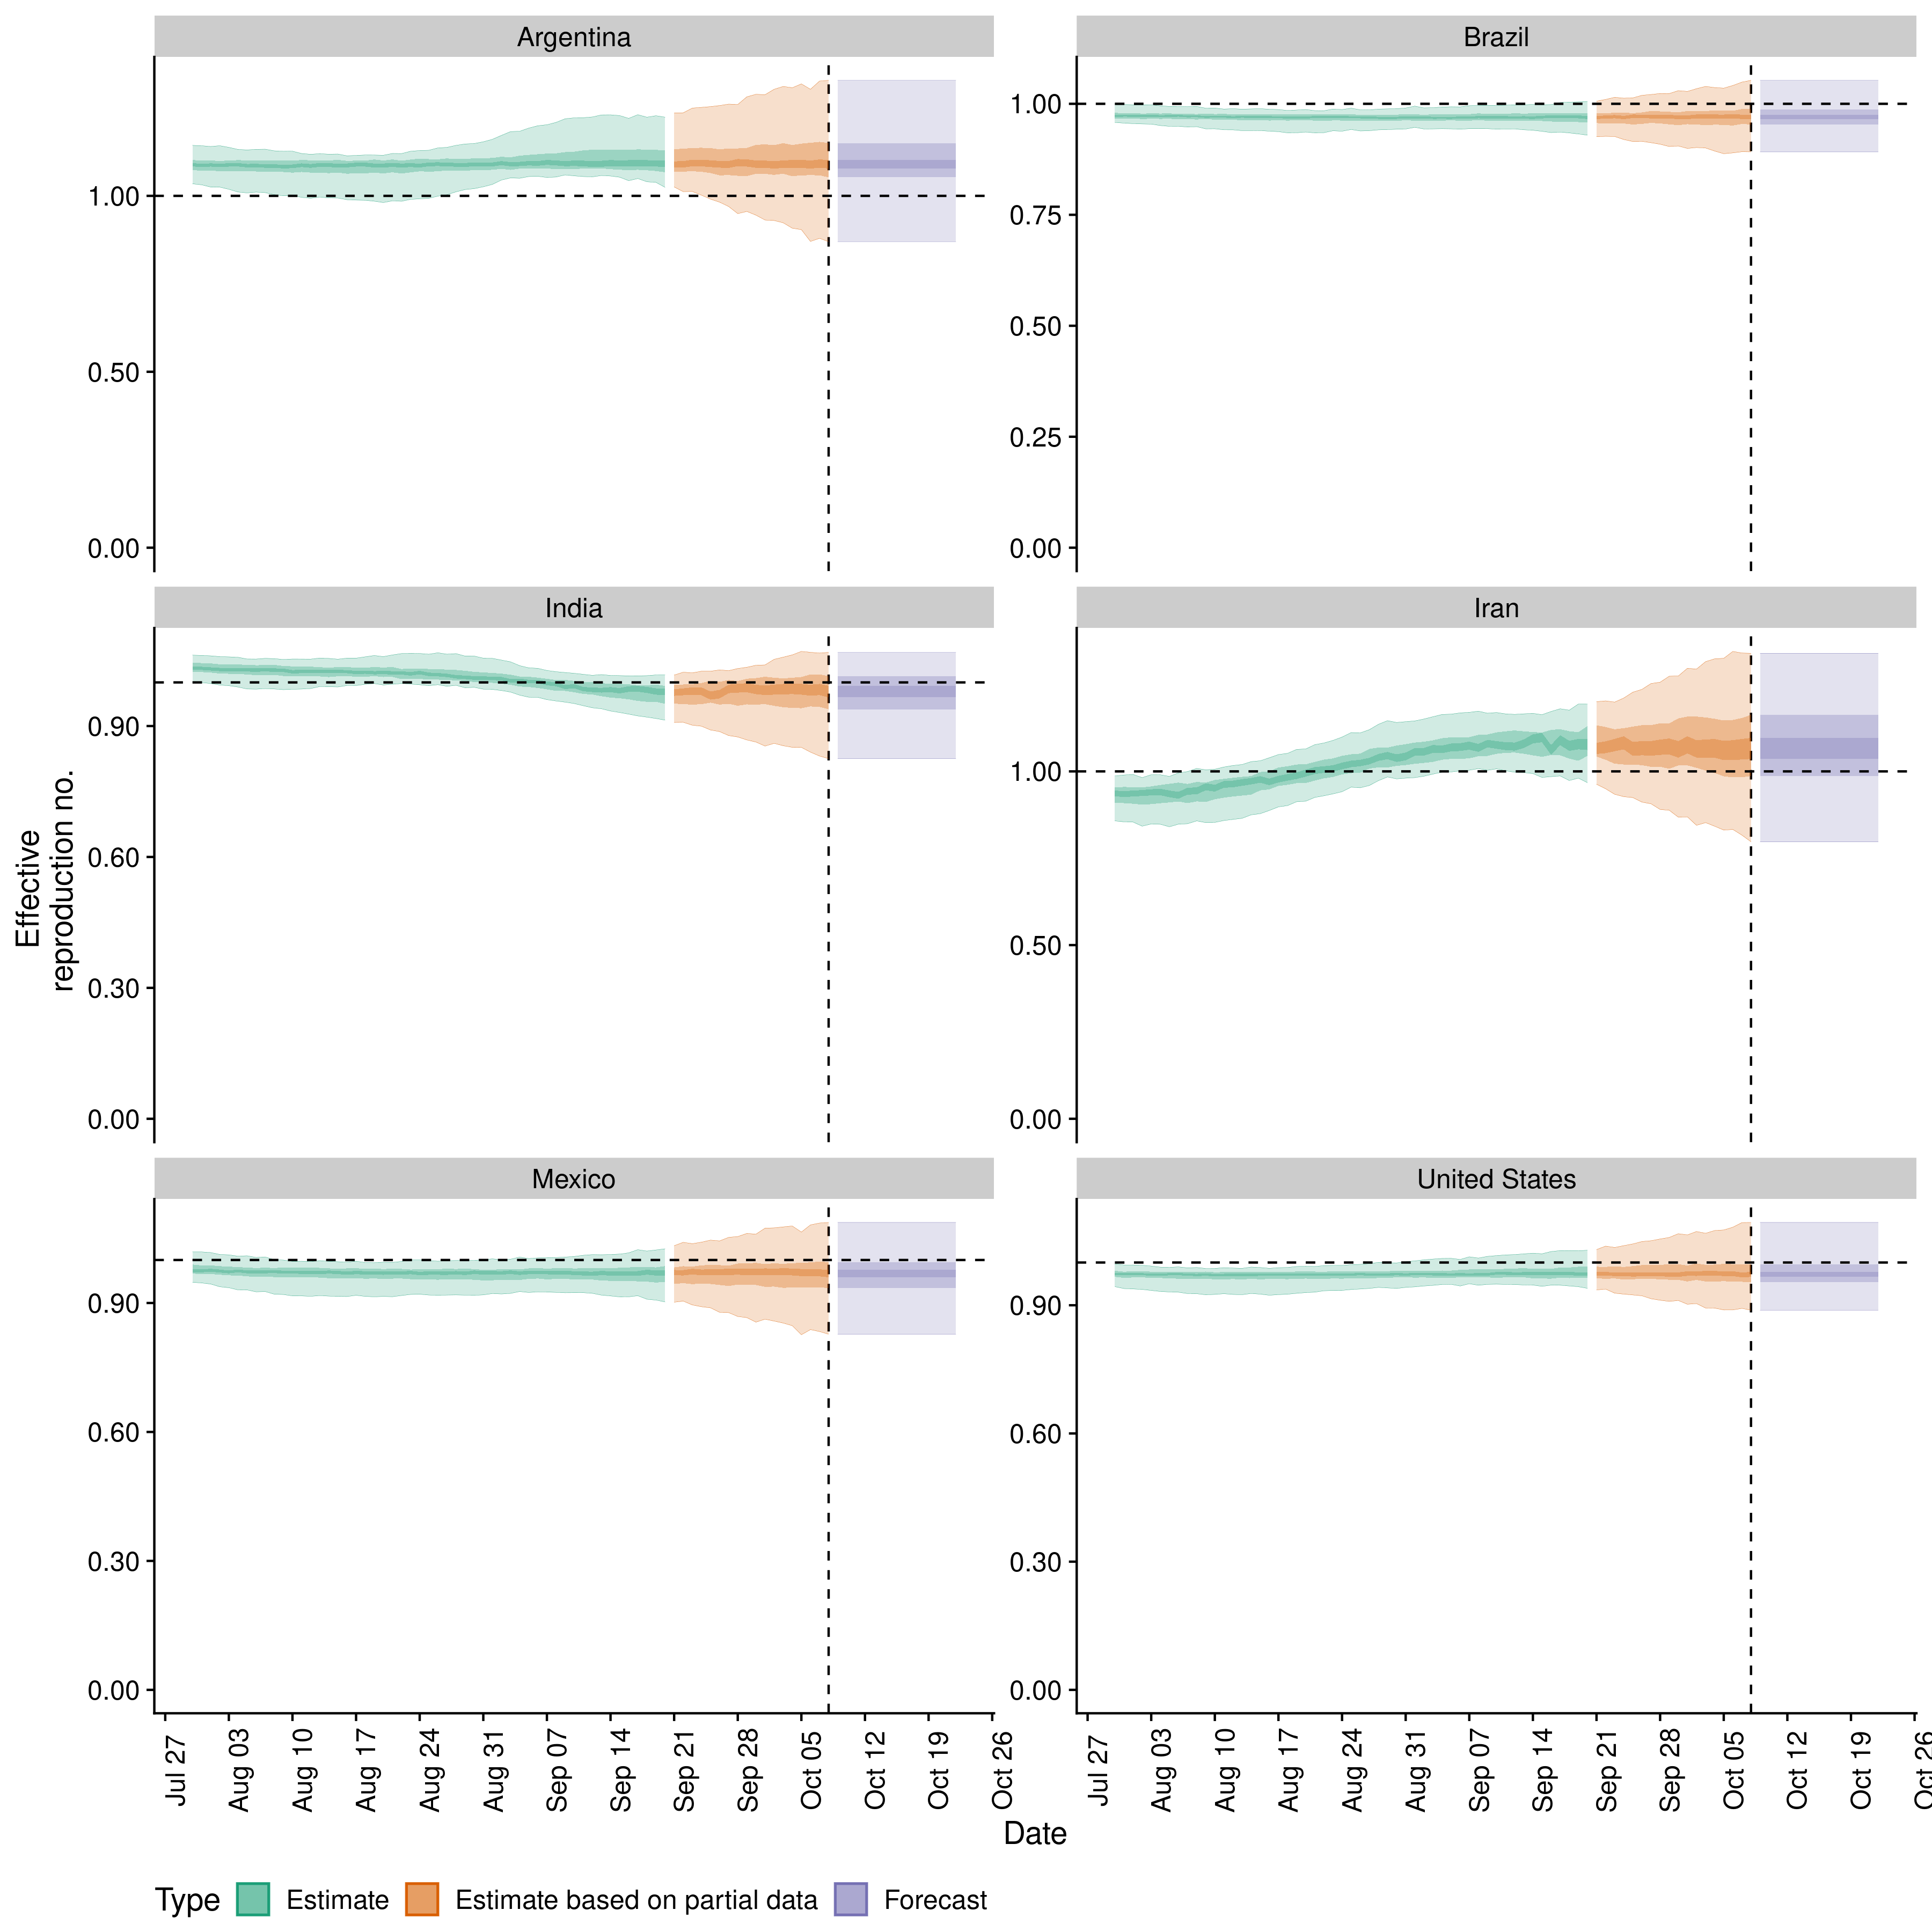 Argentina
Brazil
1.00
0.50
0.00
1.00
0.75
0.50
0.25
0.00
India
Iran
0.90
0.60
0.30
0.00
1.00
0.50
0.00
Effective
reproduction no.
Mexico
United States
0.90
0.60
0.30
0.00
0.90
0.60
0.30
0.00
Jul 27
Aug 03
Aug 10
Aug 17
Aug 24
Aug 31
Sep 07
Sep 14
Sep 21
Sep 28
Oct 05
Oct 12
Oct 19
Oct 26
Jul 27
Aug 03
Aug 10
Aug 17
Aug 24
Aug 31
Sep 07
Sep 14
Sep 21
Sep 28
Oct 05
Oct 12
Oct 19
Oct 26
Date
Type Estimate Estimate based on partial data Forecast